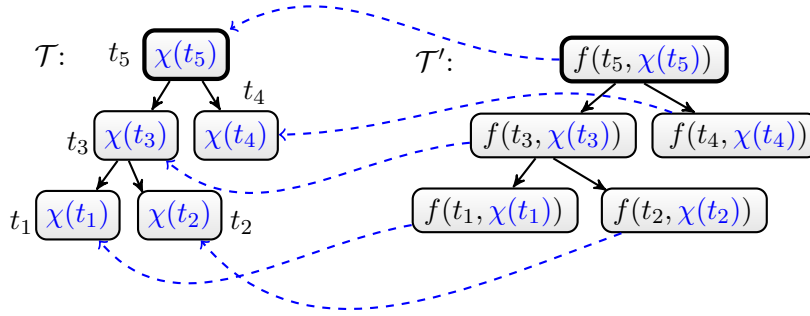 𝒯: t₅ χ(t₅) 𝒯′: f(t₅, χ(t₅))
t₄
t₃ χ(t₃) χ(t₄) f(t₃, χ(t₃)) f(t₄, χ(t₄))
t₁ χ(t₁) χ(t₂) t₂ f(t₁, χ(t₁)) f(t₂, χ(t₂))